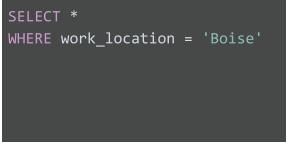 SELECT *
WHERE work_location = 'Boise'